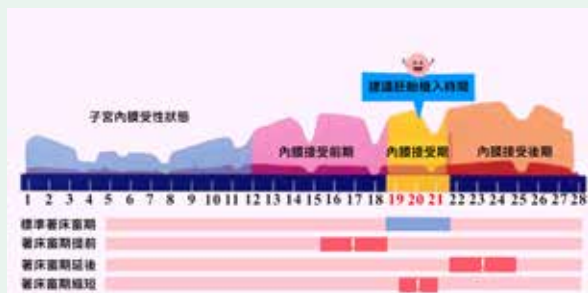 建議胚胎植入時間
子宮內膜受性狀態
內膜接受前期
內膜接受期
內膜接受後期
1 2 3 4 5 6 7 8 9 10 11 12 13 14 15 16 17 18 19 20 21 22 23 24 25 26 27 28
標準著床窗期
著床窗期提前
著床窗期延後
著床窗期縮短